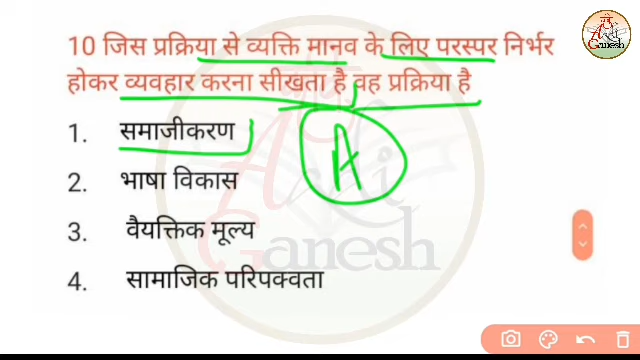 10 जिस प्रक्रिया से व्यक्ति मानव के लिए परस्पर निर्भर
होकर व्यवहार करना सीखता है वह प्रक्रिया है
1. समाजीकरण
2. भाषा विकास
3. वैयक्तिक मूल्य
4. सामाजिक परिपक्वता
A
Ganesh
Ganesh